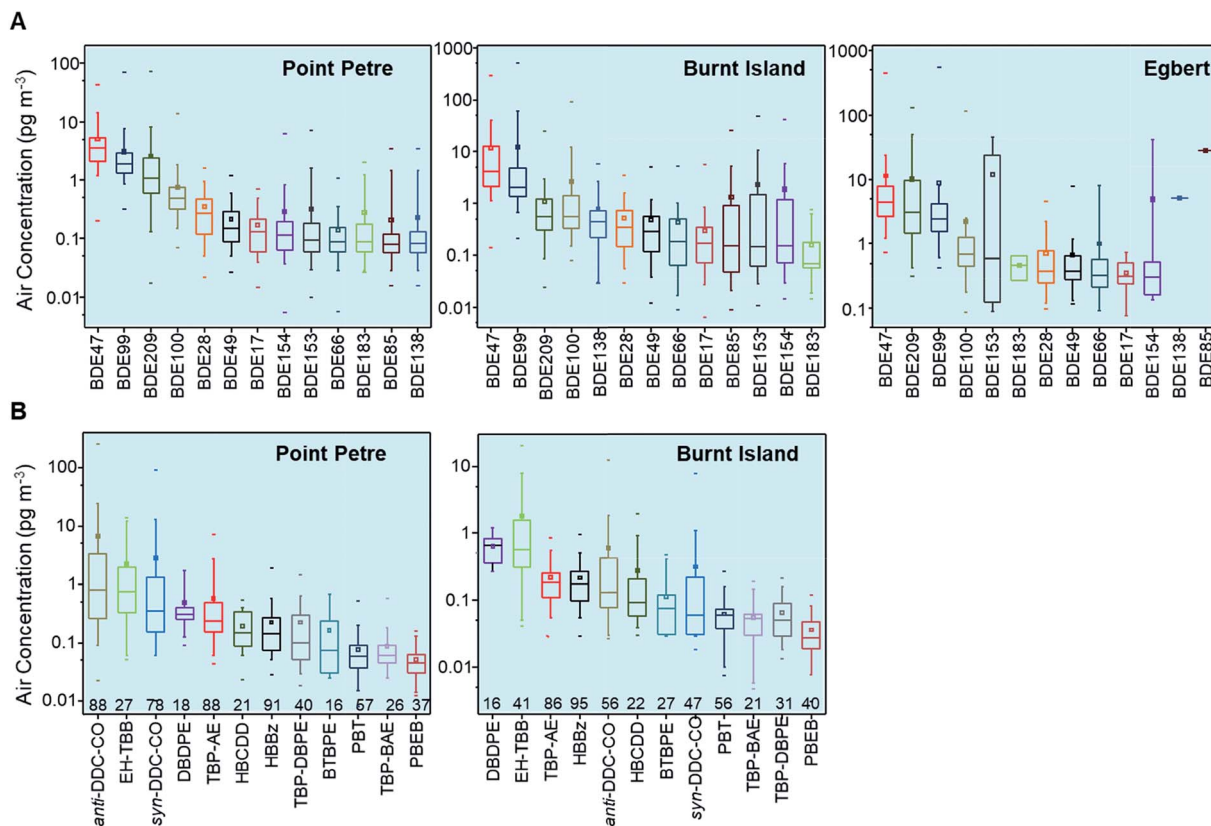 A
Point Petre
Burnt Island
Egbert
Air Concentration (pg m⁻³)
100
10
1
0.1
0.01
1000
100
10
1
0.1
0.01
1000
100
10
1
0.1
BDE47
BDE99
BDE209
BDE100
BDE28
BDE49
BDE17
BDE154
BDE153
BDE66
BDE183
BDE85
BDE138
BDE47
BDE99
BDE209
BDE100
BDE138
BDE28
BDE49
BDE66
BDE17
BDE85
BDE153
BDE154
BDE183
BDE47
BDE209
BDE99
BDE100
BDE153
BDE183
BDE28
BDE49
BDE66
BDE17
BDE154
BDE138
BDE85
B
Point Petre
Burnt Island
Air Concentration (pg m⁻³)
100
10
1
0.1
0.01
88 27 78 18 88 21 91 40 16 67 26 37
anti-DDC-CO
EH-TBB
syn-DDC-CO
DBDPE
TBP-AE
HBCDD
HBBz
TBP-DBPE
BTBPE
PBT
TBP-BAE
PBEB
10
1
0.1
0.01
16 41 86 95 56 22 27 47 56 21 31 40
DBDPE
EH-TBB
TBP-AE
HBBz
anti-DDC-CO
HBCDD
BTBPE
syn-DDC-CO
PBT
TBP-BAE
TBP-DBPE
PBEB